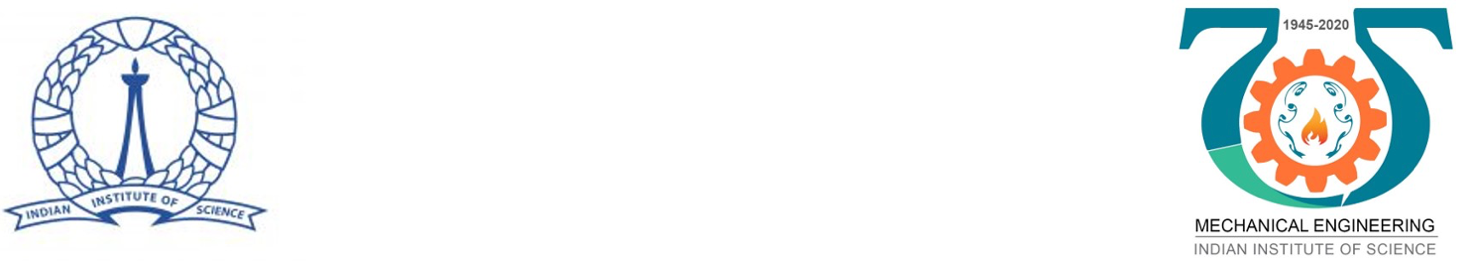 INDIAN INSTITUTE OF SCIENCE
1945-2020
MECHANICAL ENGINEERING
INDIAN INSTITUTE OF SCIENCE